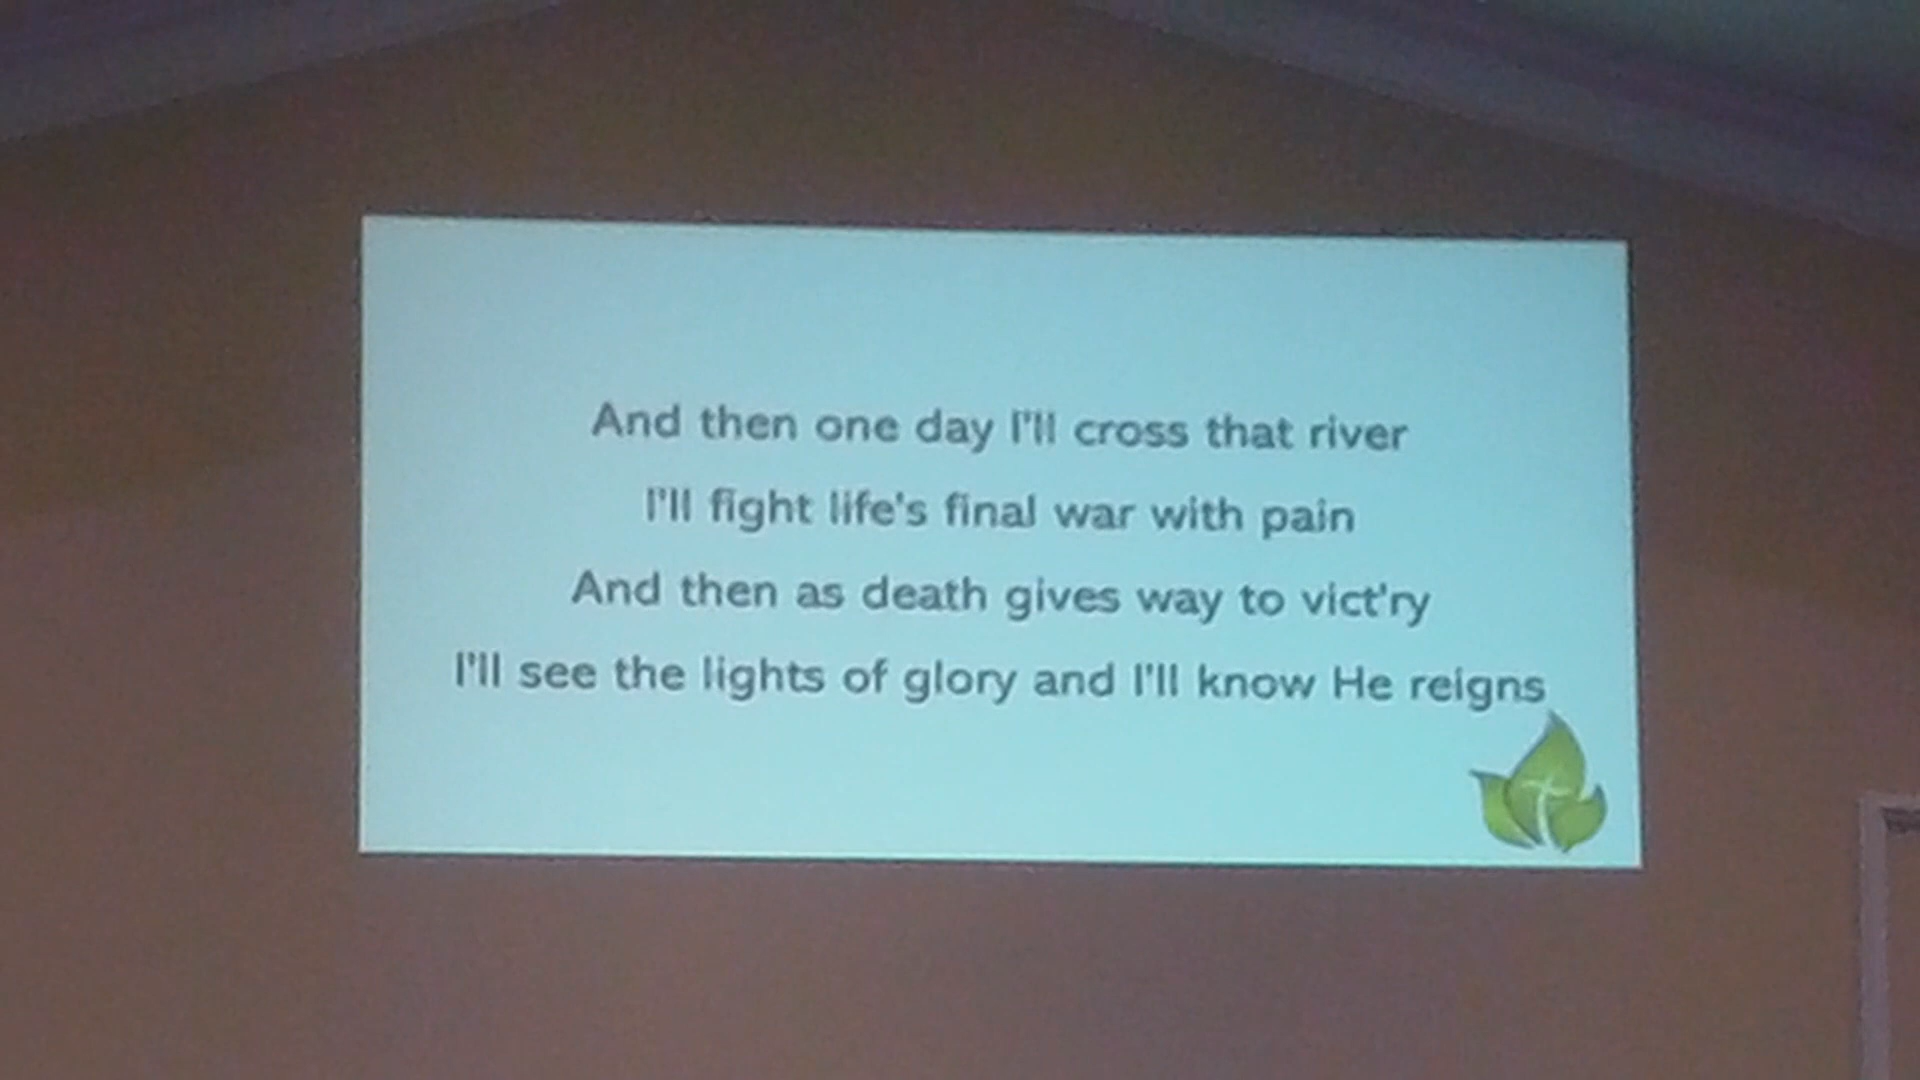 And then one day I'll cross that river
I'll fight life's final war with pain
And then as death gives way to vict'ry
I'll see the lights of glory and I'll know He reigns